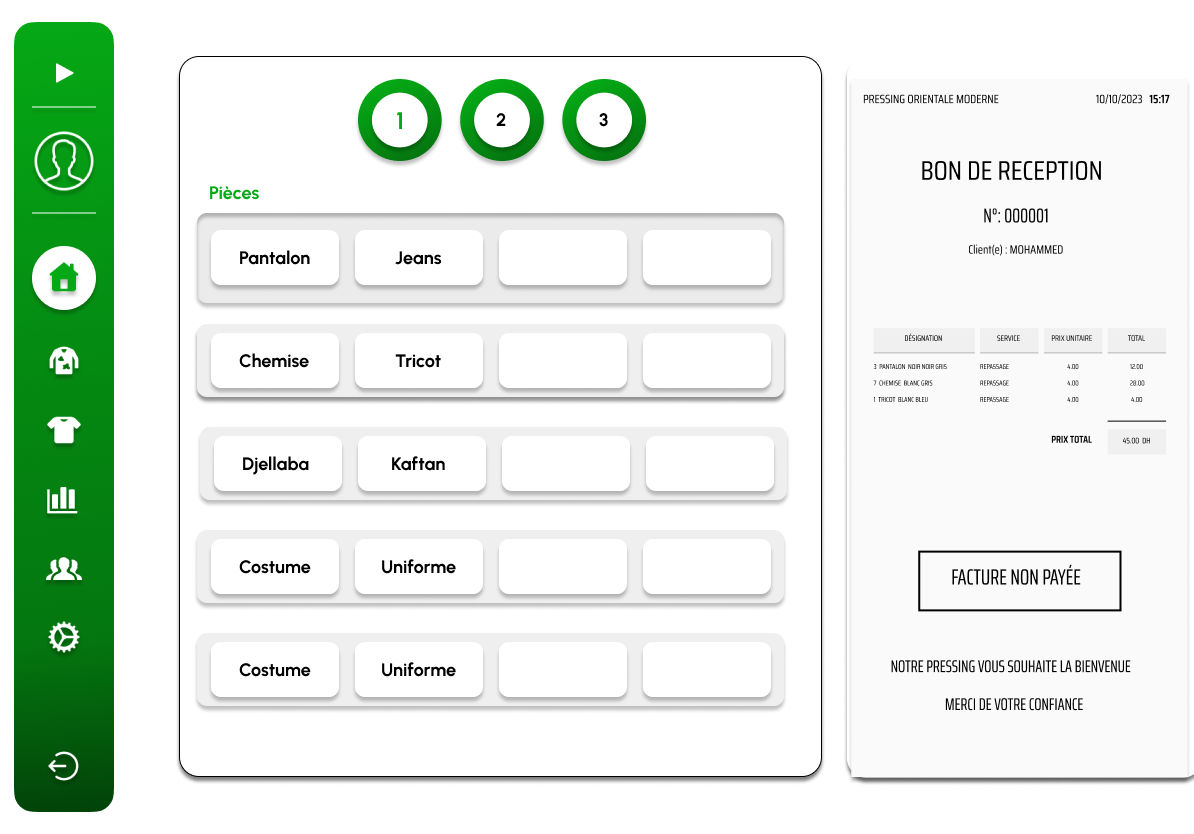 1 2 3
Pièces
Pantalon Jeans
Chemise Tricot
Djellaba Kaftan
Costume Uniforme
Costume Uniforme
PRESSING ORIENTALE MODERNE 10/10/2023 15:17
BON DE RECEPTION
N°: 000001
Client(e) : MOHAMMED
DÉSIGNATION SERVICE PRIX UNITAIRE TOTAL
3 PANTALON NOIR NOIR GRIS REPASSAGE 4.00 12.00
7 CHEMISE BLANC GRIS REPASSAGE 4.00 28.00
1 TRICOT BLANC BLEU REPASSAGE 4.00 4.00
PRIX TOTAL 45.00 DH
FACTURE NON PAYÉE
NOTRE PRESSING VOUS SOUHAITE LA BIENVENUE
MERCI DE VOTRE CONFIANCE